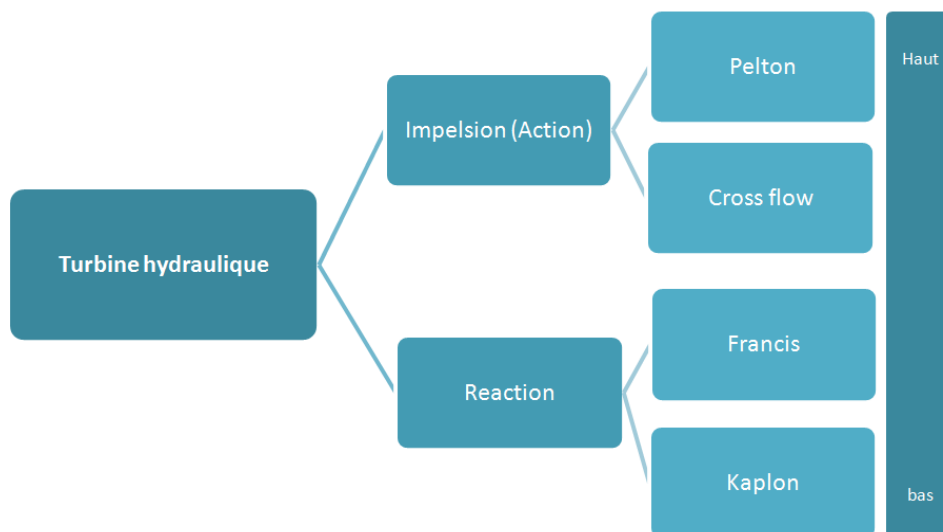 Turbine hydraulique
Impelsion (Action)
Reaction
Pelton
Cross flow
Francis
Kaplon
Haut
bas